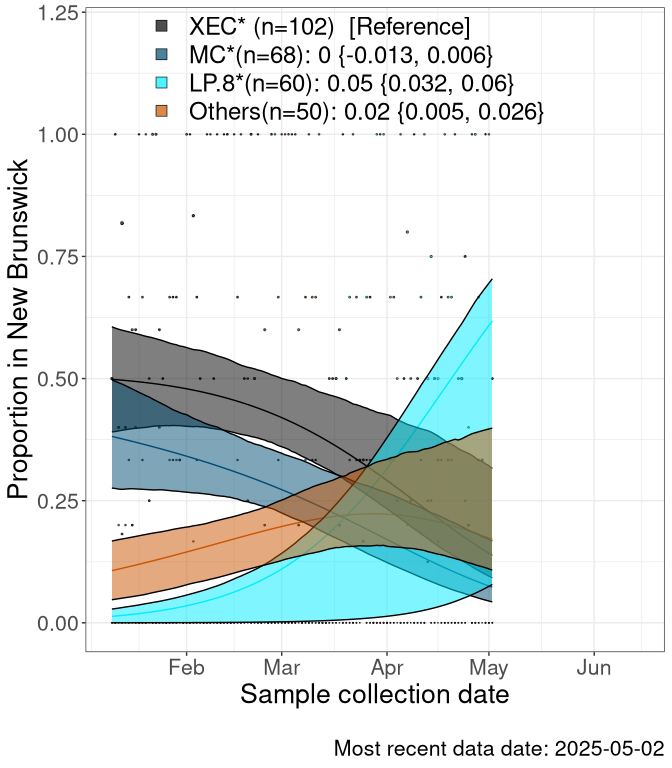 XEC* (n=102)  [Reference]
MC*(n=68): 0 {-0.013, 0.006}
LP.8*(n=60): 0.05 {0.032, 0.06}
Others(n=50): 0.02 {0.005, 0.026}
1.25
1.00
0.75
0.50
0.25
0.00
Proportion in New Brunswick
Feb Mar Apr May Jun
Sample collection date
Most recent data date: 2025-05-02